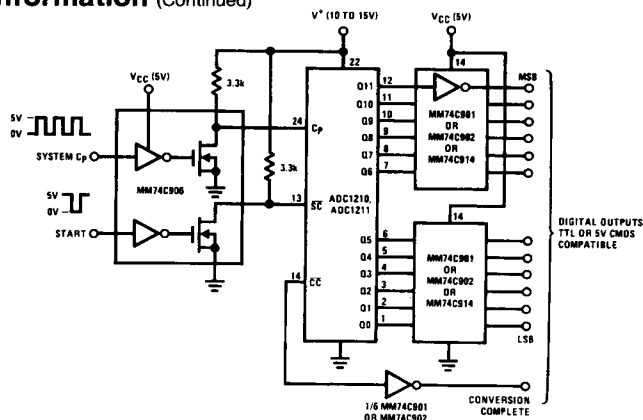 nformation (Continued)
V+ (10 TO 15V)
VCC (5V)
VCC (5V)
22
14
3.3k
3.3k
5V
0V
SYSTEM CP
5V
0V
START
MM74C906
24
CP
13
SC
14
CC
ADC1210,
ADC1211
Q11 12
Q10 11
Q9 10
Q8 9
Q7 8
Q6 7
Q5 6
Q4 5
Q3 4
Q2 3
Q1 2
Q0 1
MM74C901
OR
MM74C902
OR
MM74C914
MSB
14
MM74C901
OR
MM74C902
OR
MM74C914
LSB
DIGITAL OUTPUTS
TTL OR 5V CMOS
COMPATIBLE
1/6 MM74C901
OR MM74C902
CONVERSION
COMPLETE